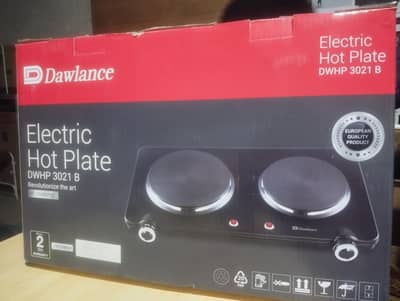 Dawlance
Electric
Hot Plate
DWHP 3021 B
Electric
Hot Plate
DWHP 3021 B
Revolutionize the art
EUROPEAN
QUALITY
PRODUCT
Dawlance
2
WARRANTY